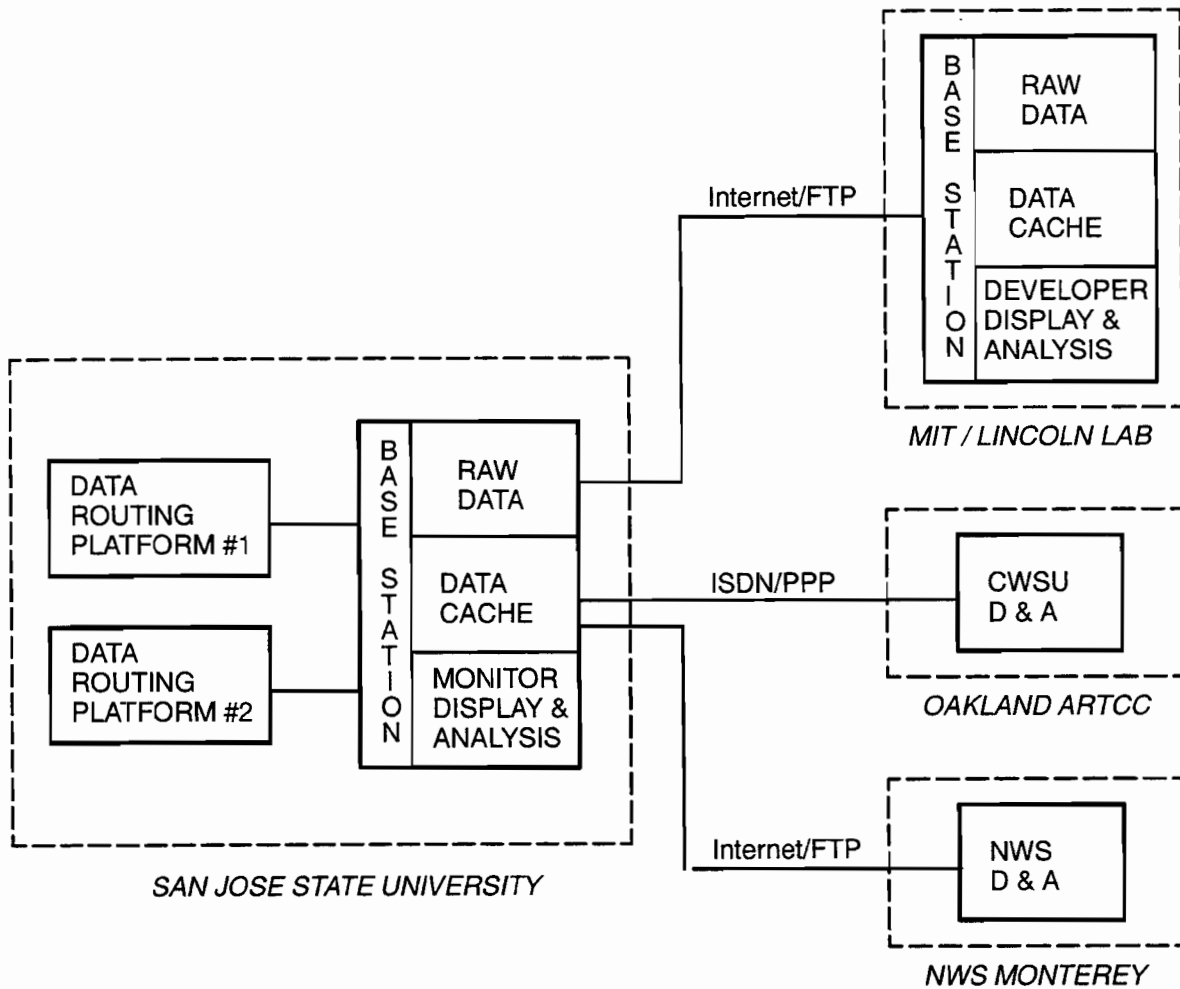 DATA
ROUTING
PLATFORM #1
DATA
ROUTING
PLATFORM #2
BASE STATION
RAW
DATA
DATA
CACHE
MONITOR
DISPLAY &
ANALYSIS
SAN JOSE STATE UNIVERSITY
Internet/FTP
BASE STATION
RAW
DATA
DATA
CACHE
DEVELOPER
DISPLAY &
ANALYSIS
MIT / LINCOLN LAB
ISDN/PPP
CWSU
D & A
OAKLAND ARTCC
Internet/FTP
NWS
D & A
NWS MONTEREY